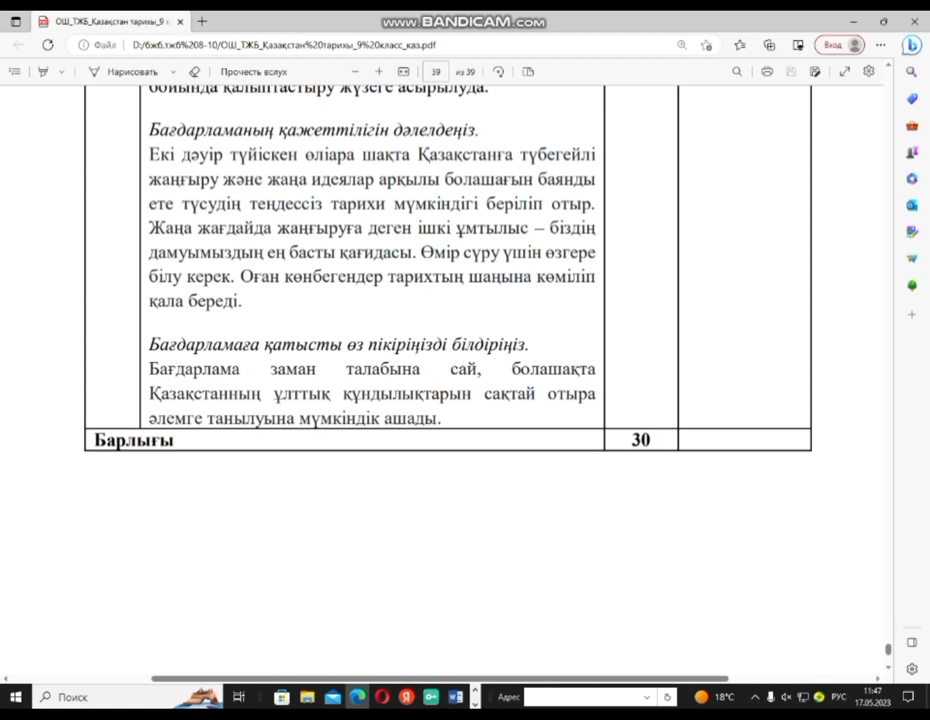 www.BANDICAM.com
ОШ_ТЖБ_Қазақстан тарихы_9 к
Файл
D:/бжб,тжб%208-10/ОШ_ТЖБ_Қазақстан%20тарихы_9%20класс_каз.pdf
Вход
Нарисовать
Прочесть вслух
39
из 39
бойында қалыптастыру жүзеге асырылуда.
Бағдарламаның қажеттілігін дәлелдеңіз.
Екі дәуір түйіскен өліара шақта Қазақстанға түбегейлі
жаңғыру және жаңа идеялар арқылы болашағын баянды
ете түсудің теңдессіз тарихи мүмкіндігі беріліп отыр.
Жаңа жағдайда жаңғыруға деген ішкі ұмтылыс – біздің
дамуымыздың ең басты қағидасы. Өмір сүру үшін өзгере
білу керек. Оған көнбегендер тарихтың шаңына көміліп
қала береді.
Бағдарламаға қатысты өз пікіріңізді білдіріңіз.
Бағдарлама заман талабына сай, болашақта
Қазақстанның ұлттық құндылықтарын сақтай отыра
әлемге танылуына мүмкіндік ашады.
Барлығы 30
Поиск
Адрес
18°C
РУС
11:47
17.05.2023